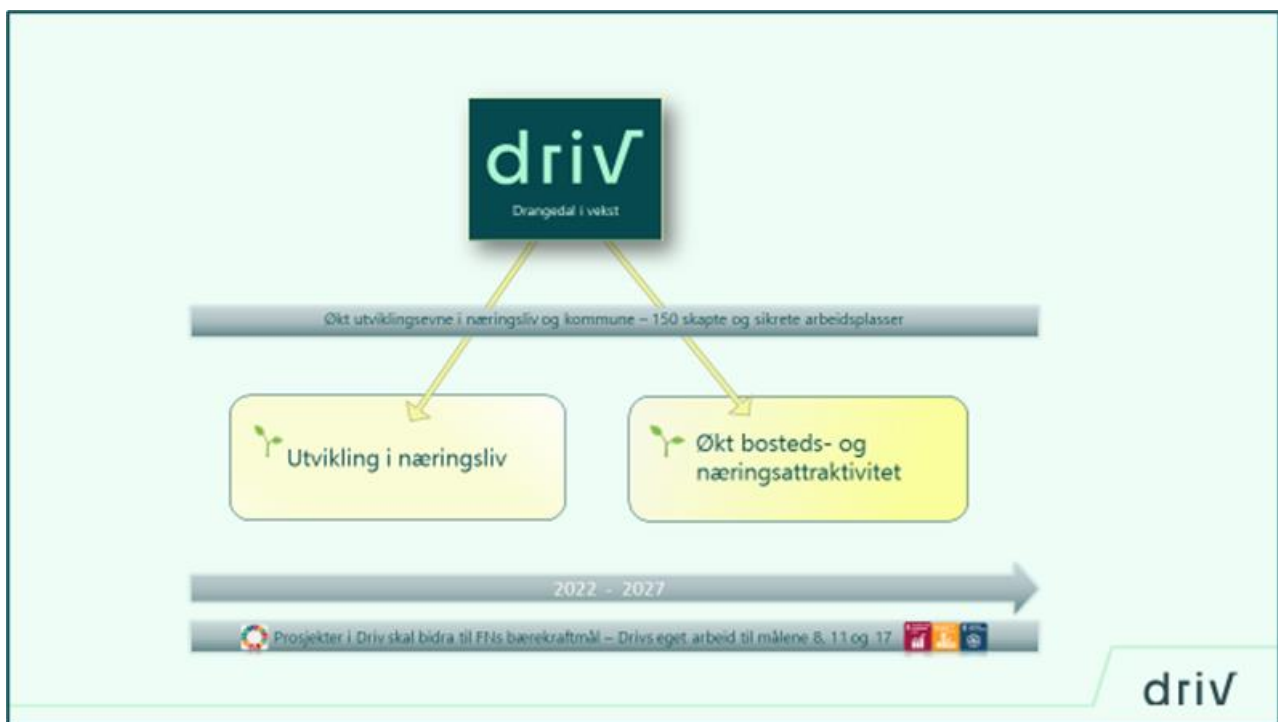 driv
Drangedal i vekst
Økt utviklingsevne i næringsliv og kommune – 150 skapte og sikrete arbeidsplasser
Utvikling i næringsliv
Økt bosteds- og
næringsattraktivitet
2022 - 2027
Prosjekter i Driv skal bidra til FNs bærekraftmål – Drivs eget arbeid til målene 8, 11 og 17
driv